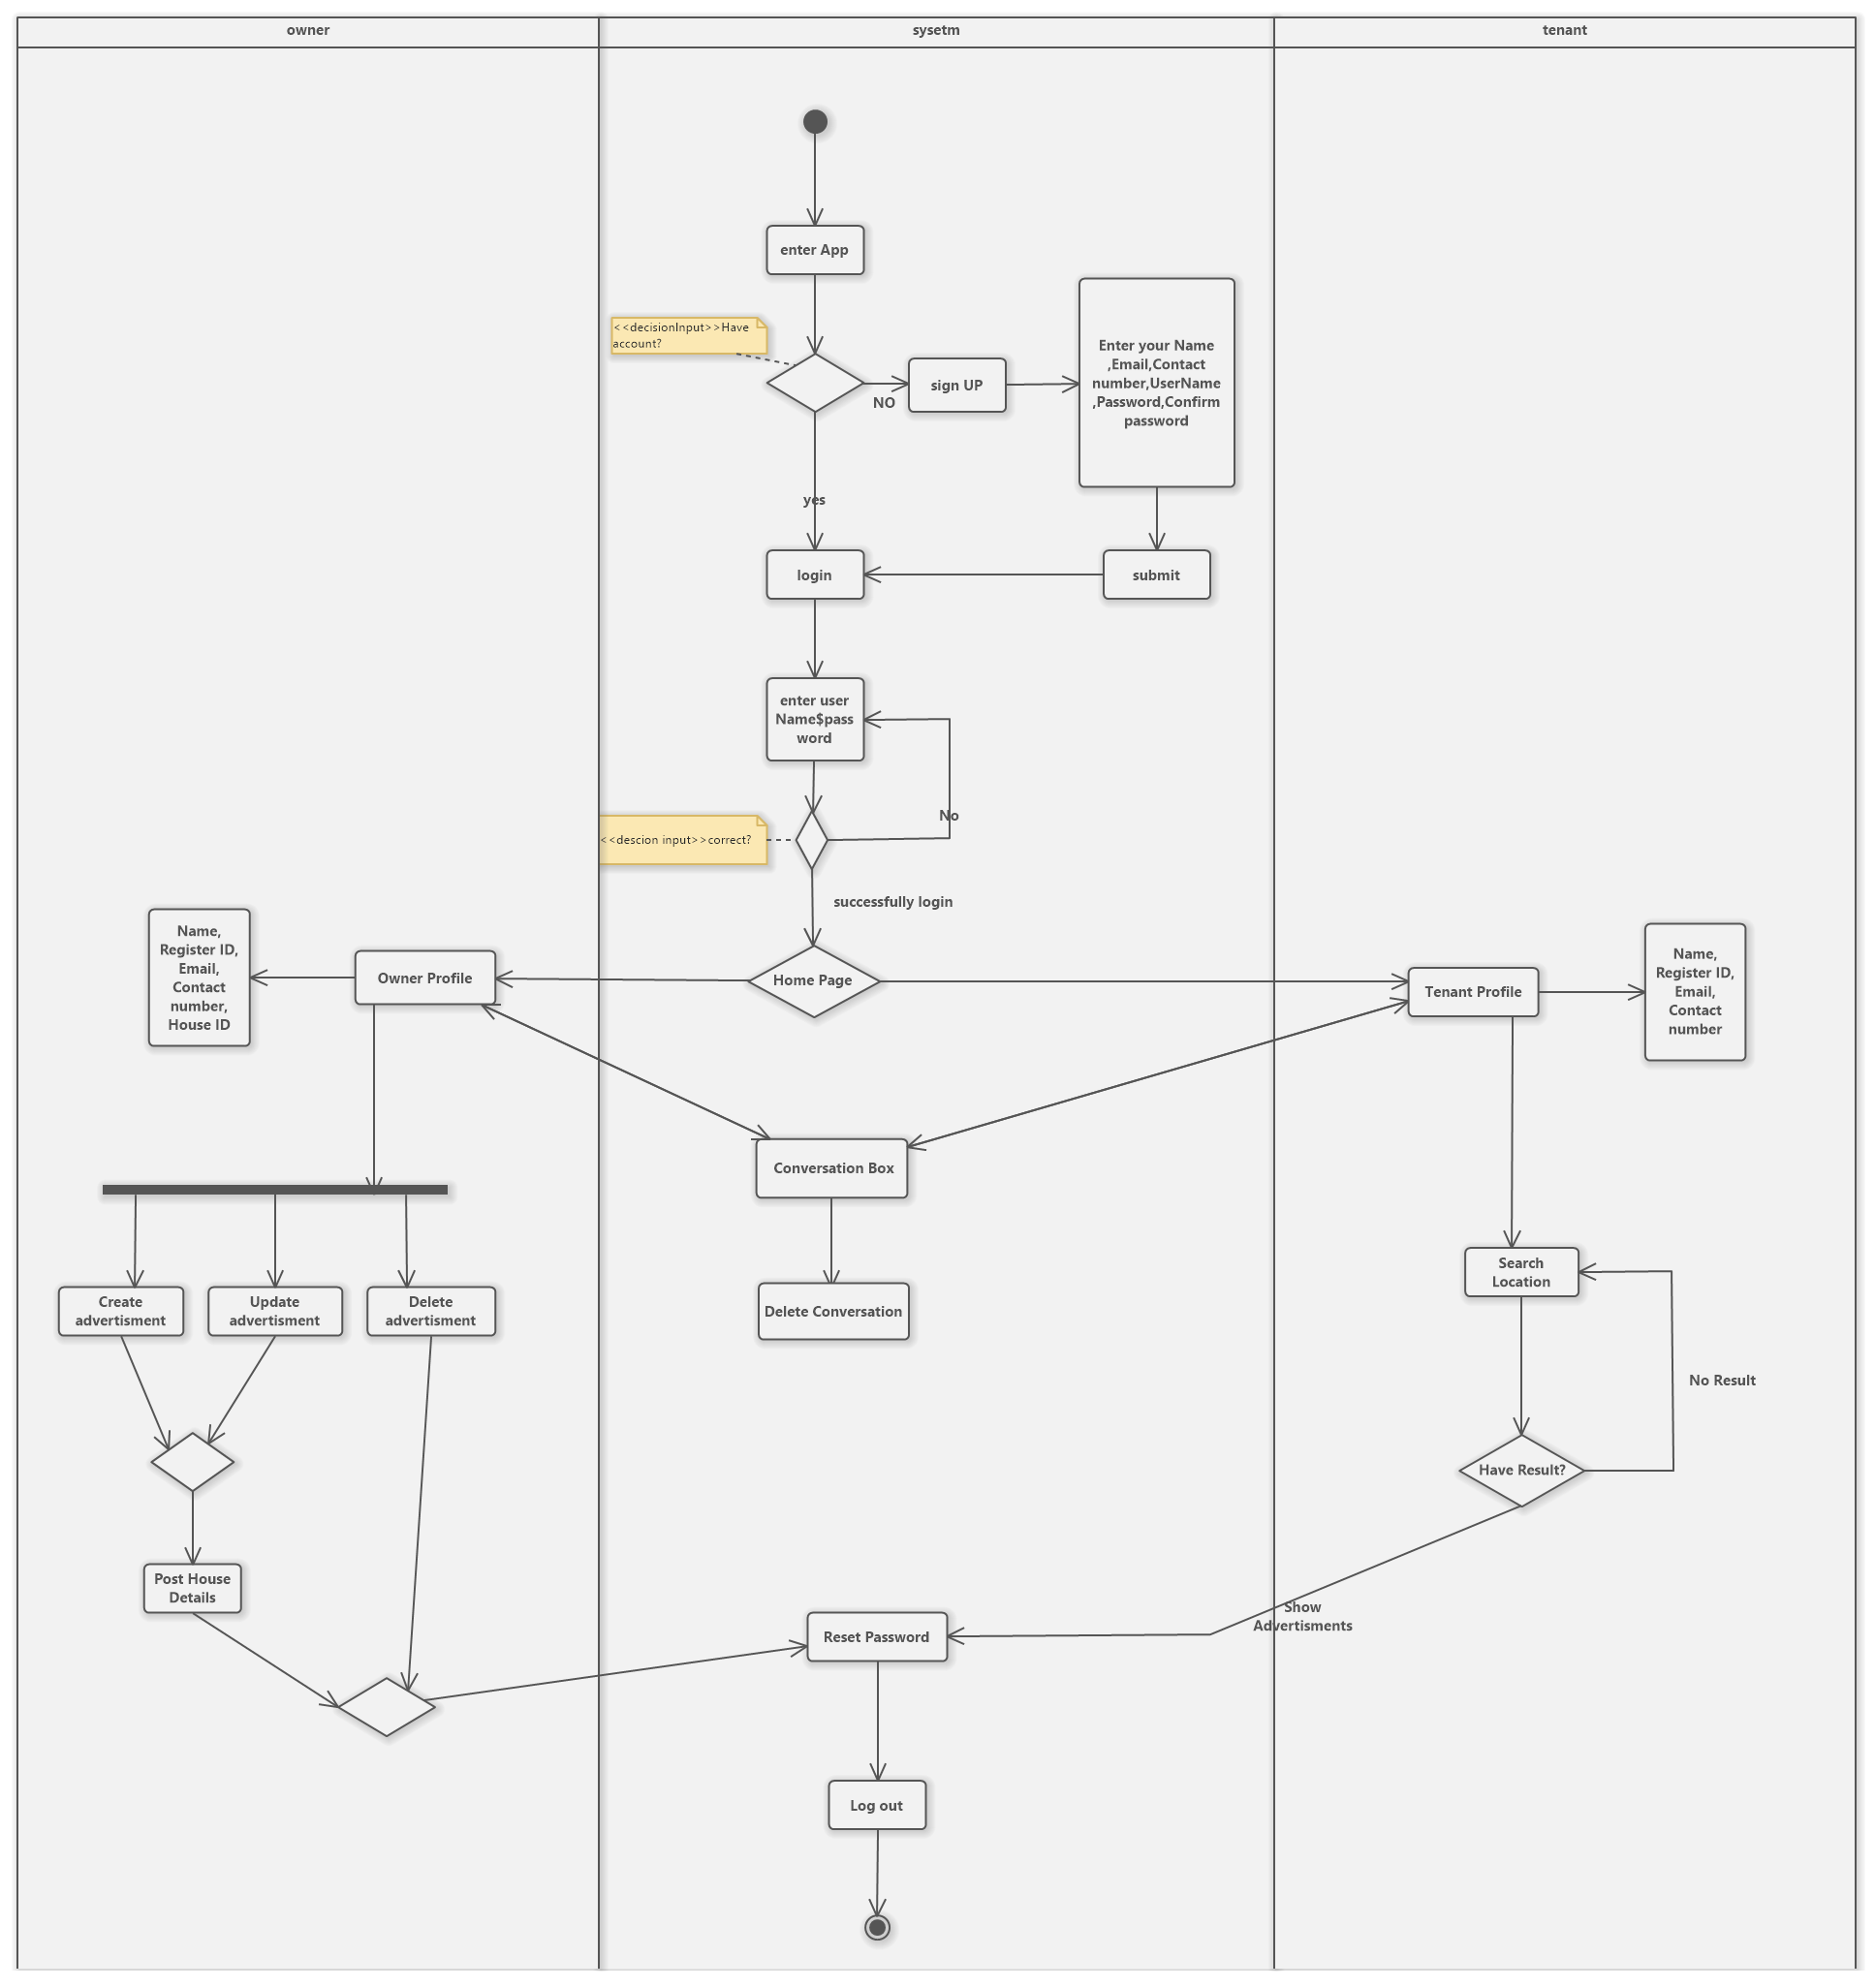 owner
sysetm
tenant
enter App
<<decisionInput>>Have
account?
NO
sign UP
Enter your Name
,Email,Contact
number,UserName
,Password,Confirm
password
yes
login
submit
enter user
Name$pass
word
No
<<descion input>>correct?
successfully login
Name,
Register ID,
Email,
Contact
number,
House ID
Owner Profile
Home Page
Tenant Profile
Name,
Register ID,
Email,
Contact
number
Conversation Box
Create
advertisment
Update
advertisment
Delete
advertisment
Delete Conversation
Search
Location
No Result
Have Result?
Post House
Details
Show
Advertisments
Reset Password
Log out